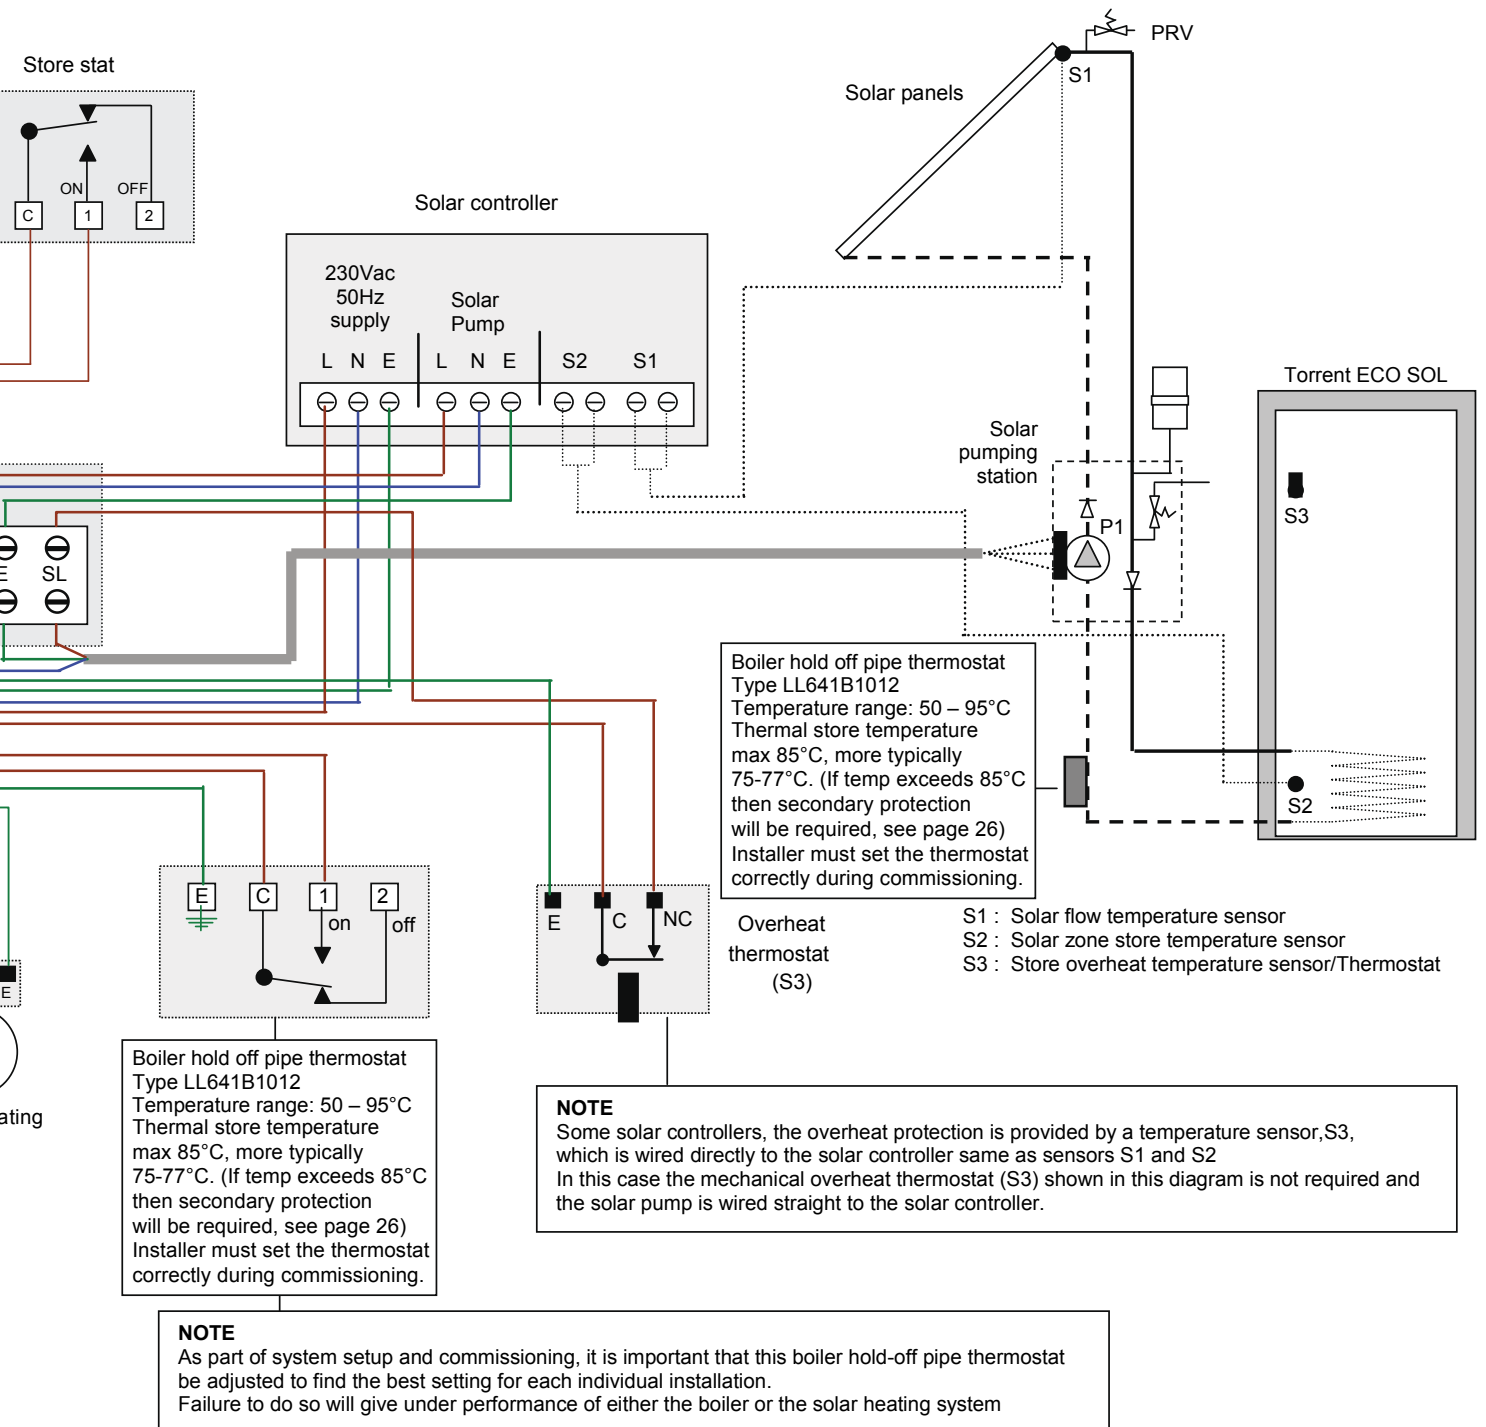 PRV
Store stat
S1
Solar panels
ON
OFF
C
1
2
Solar controller
230Vac
50Hz
supply
Solar
Pump
L N E
L N E
S2
S1
Torrent ECO SOL
Solar
pumping
station
S3
P1
E
SL
Boiler hold off pipe thermostat
Type LL641B1012
Temperature range: 50 – 95°C
Thermal store temperature
max 85°C, more typically
75-77°C. (If temp exceeds 85°C
then secondary protection
will be required, see page 26)
Installer must set the thermostat
correctly during commissioning.
S2
E
C
1
2
on
off
E
C
NC
Overheat
thermostat
(S3)
S1 : Solar flow temperature sensor
S2 : Solar zone store temperature sensor
S3 : Store overheat temperature sensor/Thermostat
E
ating
Boiler hold off pipe thermostat
Type LL641B1012
Temperature range: 50 – 95°C
Thermal store temperature
max 85°C, more typically
75-77°C. (If temp exceeds 85°C
then secondary protection
will be required, see page 26)
Installer must set the thermostat
correctly during commissioning.
NOTE
Some solar controllers, the overheat protection is provided by a temperature sensor,S3,
which is wired directly to the solar controller same as sensors S1 and S2
In this case the mechanical overheat thermostat (S3) shown in this diagram is not required and
the solar pump is wired straight to the solar controller.
NOTE
As part of system setup and commissioning, it is important that this boiler hold-off pipe thermostat
be adjusted to find the best setting for each individual installation.
Failure to do so will give under performance of either the boiler or the solar heating system